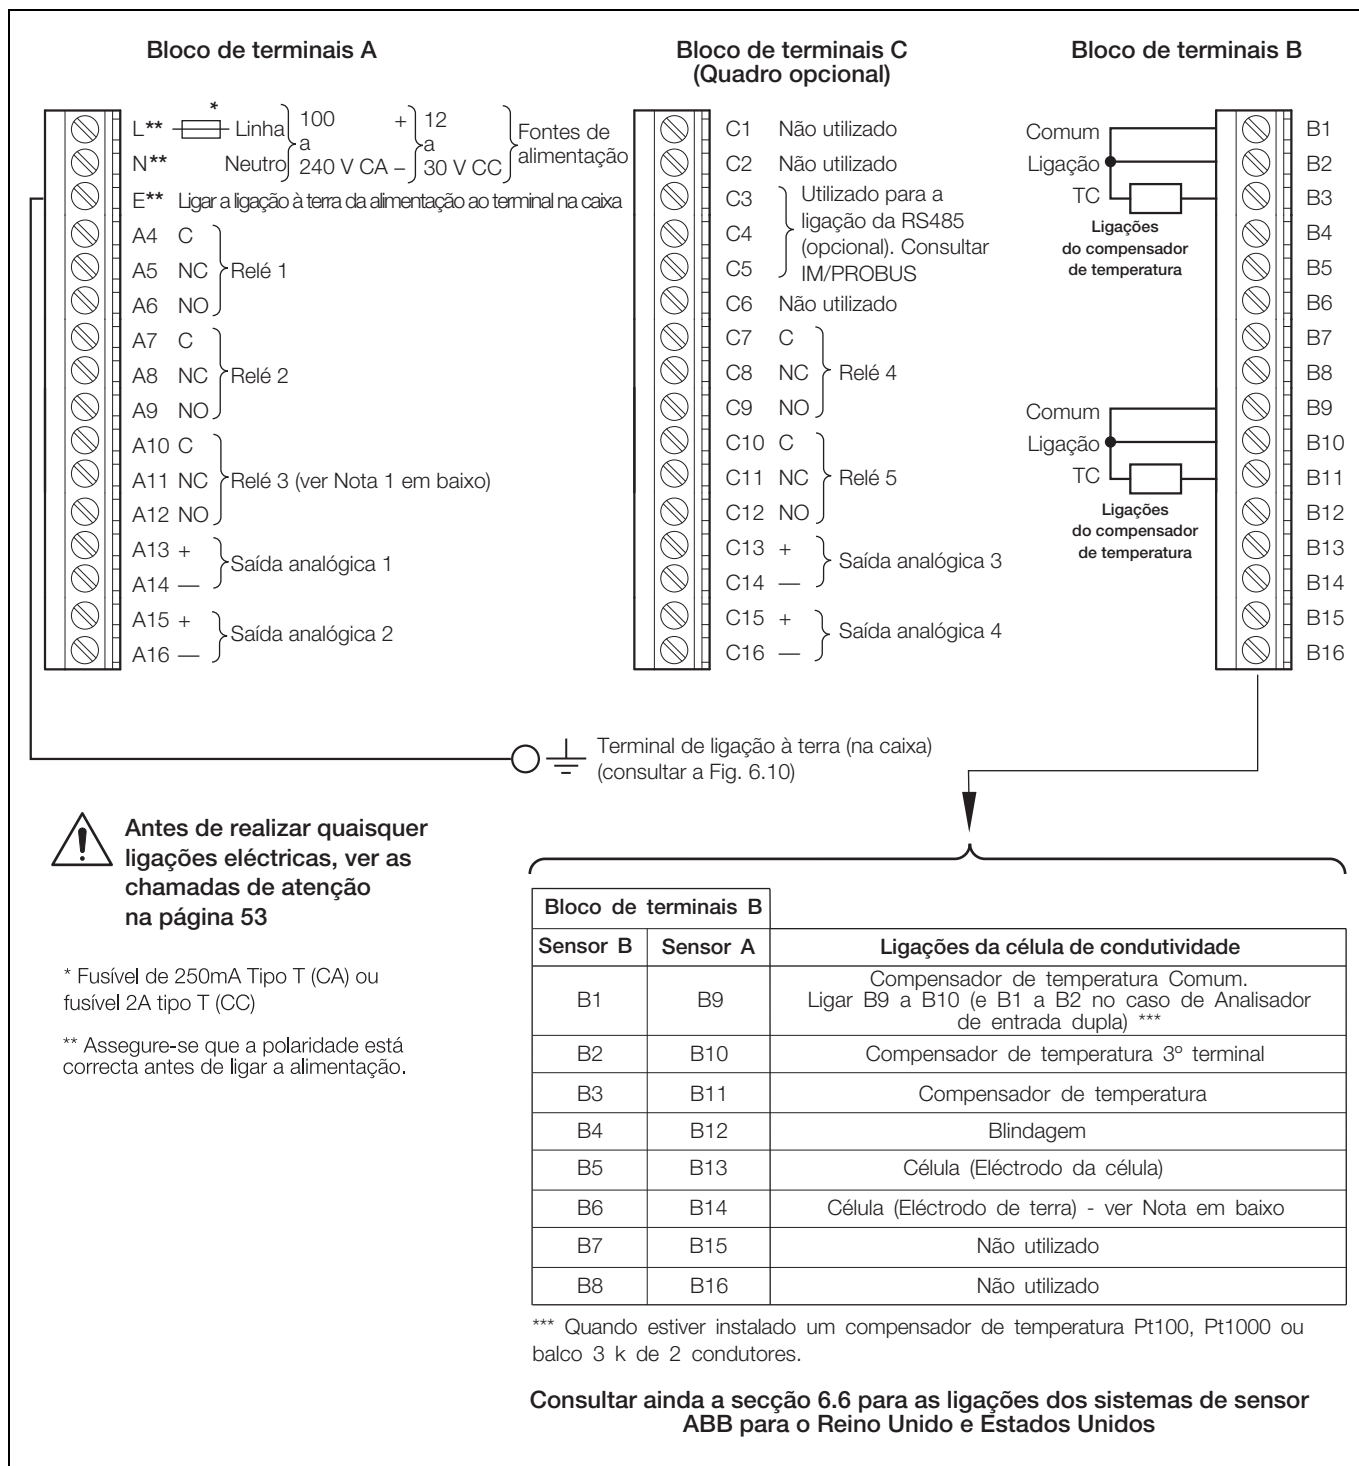 Bloco de terminais A
L** * Linha 100 a 240 V CA + – 12 a 30 V CC Fontes de alimentação
N** Neutro
E** Ligar a ligação à terra da alimentação ao terminal na caixa
A4 C
A5 NC Relé 1
A6 NO
A7 C
A8 NC Relé 2
A9 NO
A10 C
A11 NC Relé 3 (ver Nota 1 em baixo)
A12 NO
A13 +
Saída analógica 1
A14 —
A15 +
Saída analógica 2
A16 —
Bloco de terminais C
(Quadro opcional)
C1 Não utilizado
C2 Não utilizado
C3 Utilizado para a
ligação da RS485
C4
(opcional). Consultar
C5 IM/PROBUS
C6 Não utilizado
C7 C
C8 NC Relé 4
C9 NO
C10 C
C11 NC Relé 5
C12 NO
C13 +
Saída analógica 3
C14 —
C15 +
Saída analógica 4
C16 —
Bloco de terminais B
Comum B1
Ligação B2
TC B3
Ligações
do compensador
de temperatura
B4
B5
B6
B7
B8
Comum B9
Ligação B10
TC B11
Ligações
do compensador
de temperatura
B12
B13
B14
B15
B16
Terminal de ligação à terra (na caixa)
(consultar a Fig. 6.10)
Antes de realizar quaisquer
ligações eléctricas, ver as
chamadas de atenção
na página 53
* Fusível de 250mA Tipo T (CA) ou
fusível 2A tipo T (CC)
** Assegure-se que a polaridade está
correcta antes de ligar a alimentação.
Bloco de terminais B
Sensor B Sensor A Ligações da célula de condutividade
B1 B9 Compensador de temperatura Comum.
Ligar B9 a B10 (e B1 a B2 no caso de Analisador
de entrada dupla) ***
B2 B10 Compensador de temperatura 3º terminal
B3 B11 Compensador de temperatura
B4 B12 Blindagem
B5 B13 Célula (Eléctrodo da célula)
B6 B14 Célula (Eléctrodo de terra) - ver Nota em baixo
B7 B15 Não utilizado
B8 B16 Não utilizado
*** Quando estiver instalado um compensador de temperatura Pt100, Pt1000 ou
balco 3 k de 2 condutores.
Consultar ainda a secção 6.6 para as ligações dos sistemas de sensor
ABB para o Reino Unido e Estados Unidos